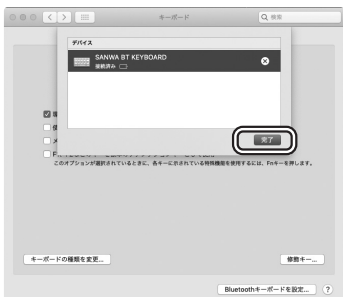 キーボード
検索
デバイス
SANWA BT KEYBOARD
接続済み
完了
このオプションが選択されているときに、各キーに示されている特殊機能を使用するには、Fnキーを押します。
キーボードの種類を変更...
修飾キー...
Bluetoothキーボードを設定...
?